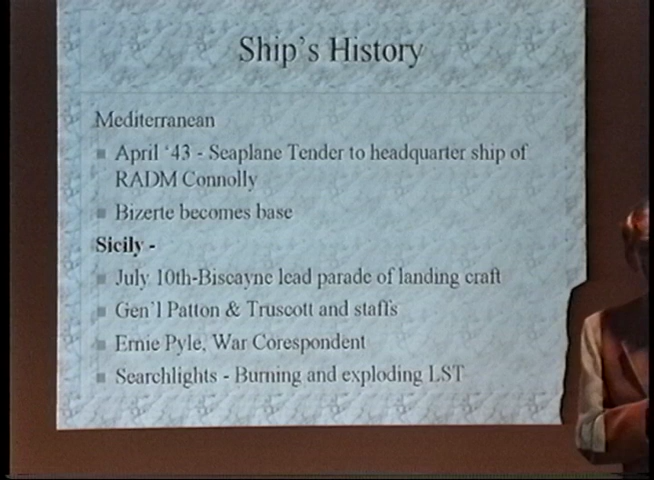 Ship's History
Mediterranean
April '43 - Seaplane Tender to headquarter ship of
RADM Connolly
Bizerte becomes base
Sicily -
July 10th-Biscayne lead parade of landing craft
Gen'l Patton & Truscott and staffs
Ernie Pyle, War Corespondent
Searchlights - Burning and exploding LST